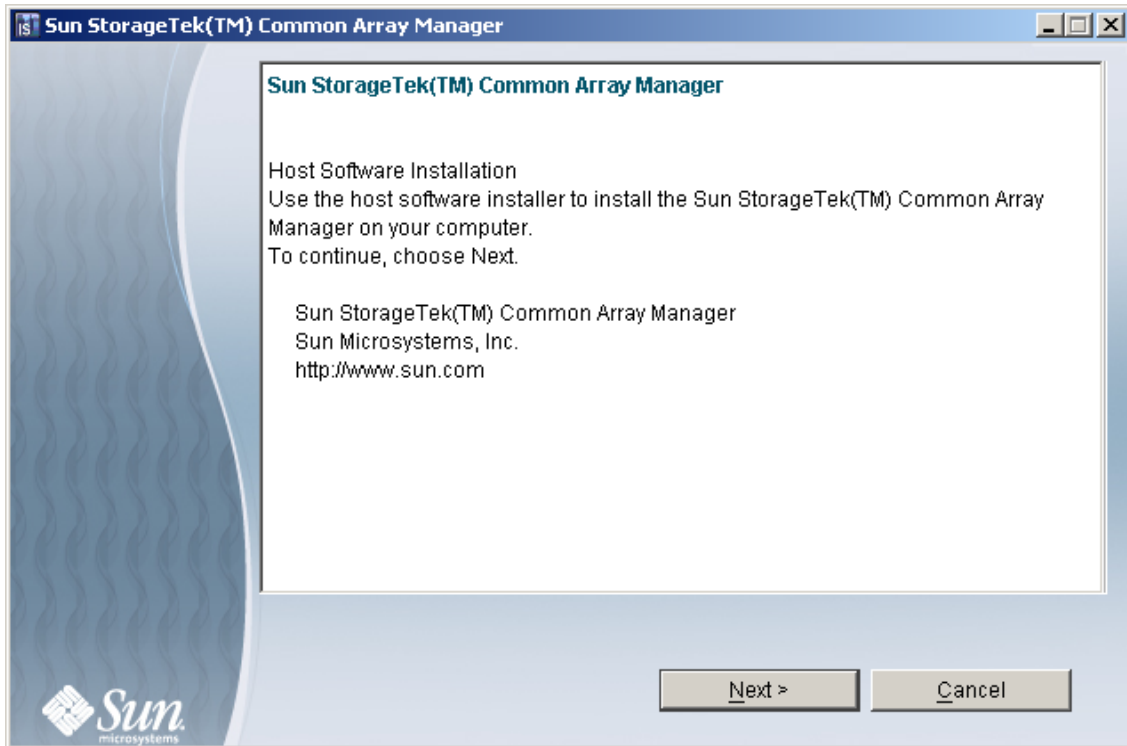 Sun StorageTek(TM) Common Array Manager
Sun StorageTek(TM) Common Array Manager
Host Software Installation
Use the host software installer to install the Sun StorageTek(TM) Common Array
Manager on your computer.
To continue, choose Next.
Sun StorageTek(TM) Common Array Manager
Sun Microsystems, Inc.
http://www.sun.com
Next >
Cancel
Sun
microsystems